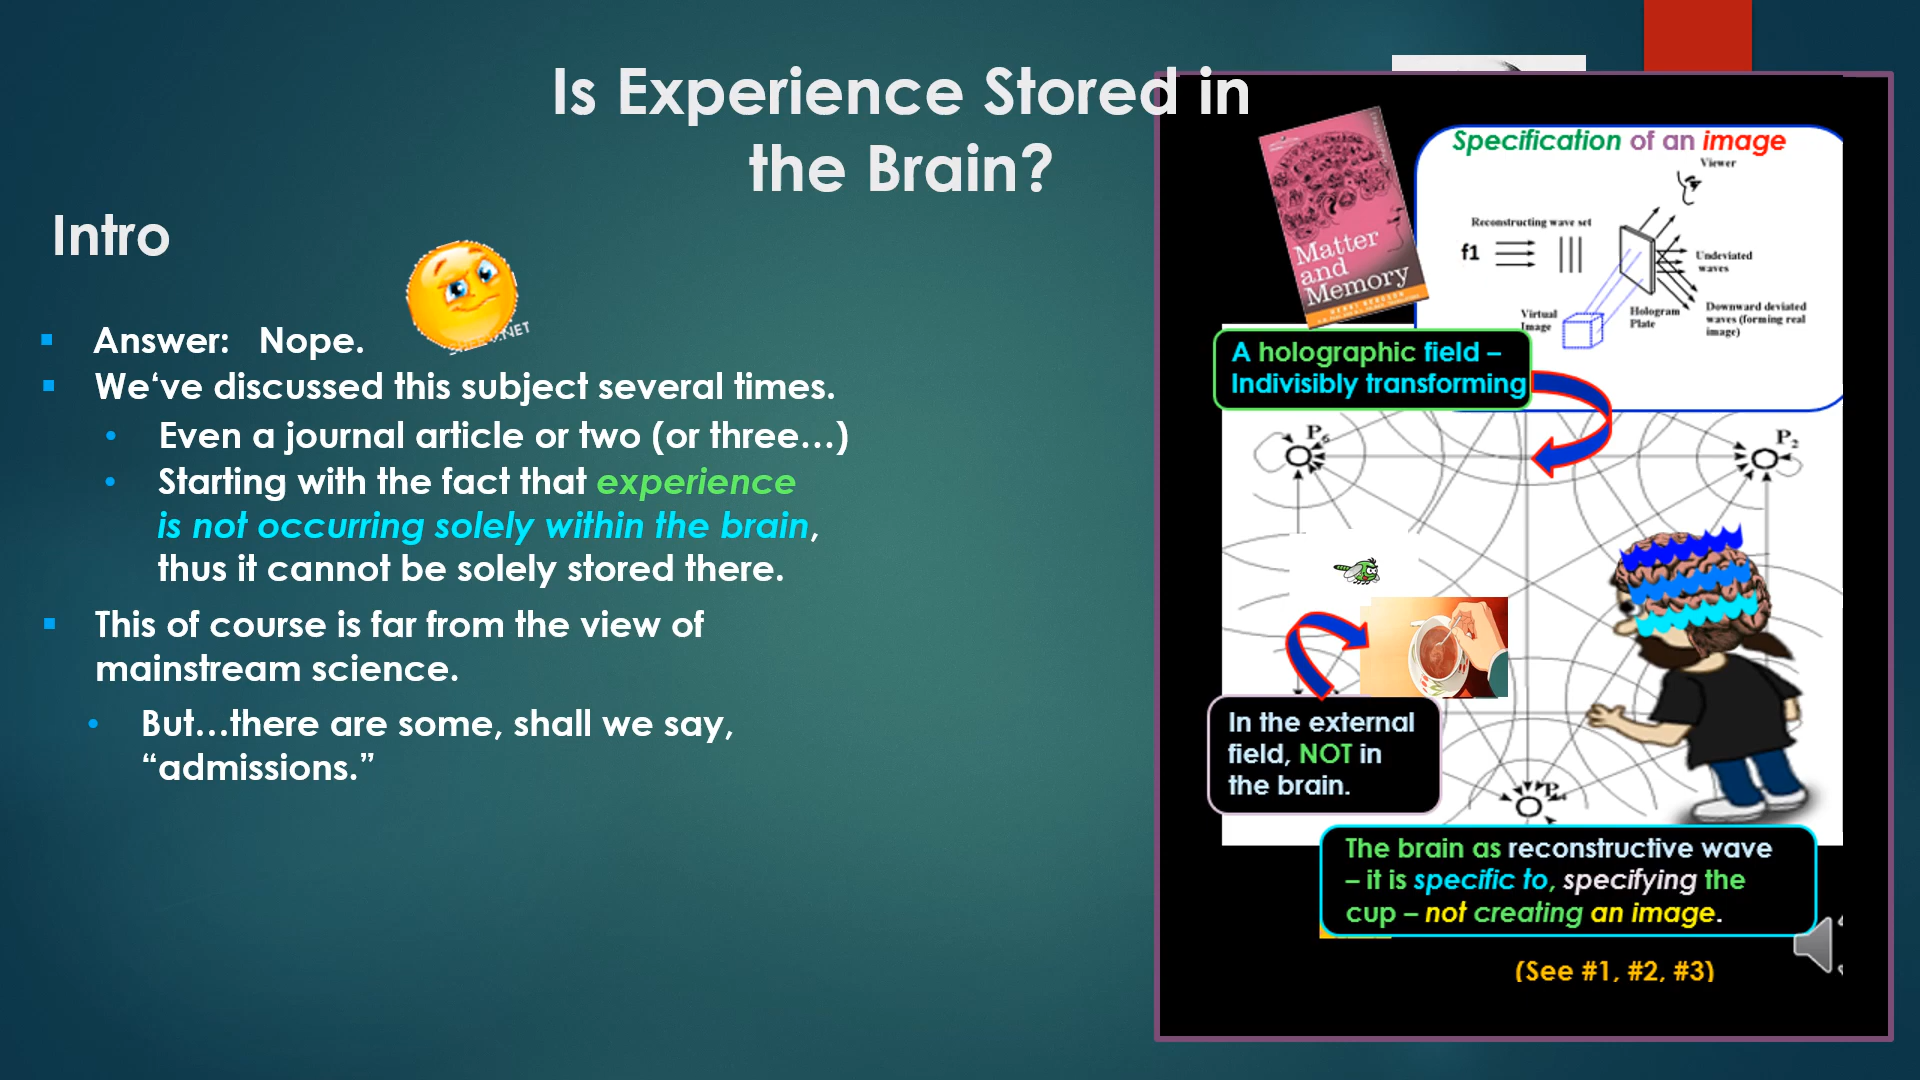 Is Experience Stored in
the Brain?
Intro
Answer: Nope.
We‘ve discussed this subject several times.
Even a journal article or two (or three…)
Starting with the fact that experience
is not occurring solely within the brain,
thus it cannot be solely stored there.
This of course is far from the view of
mainstream science.
But…there are some, shall we say,
“admissions.”
Matter
and
Memory
Specification of an image
Viewer
Reconstructing wave set
f1
Undeviated
waves
Virtual
Image
Hologram
Plate
Downward deviated
waves (forming real
image)
A holographic field –
Indivisibly transforming
P6
P2
In the external
field, NOT in
the brain.
The brain as reconstructive wave
– it is specific to, specifying the
cup – not creating an image.
(See #1, #2, #3)